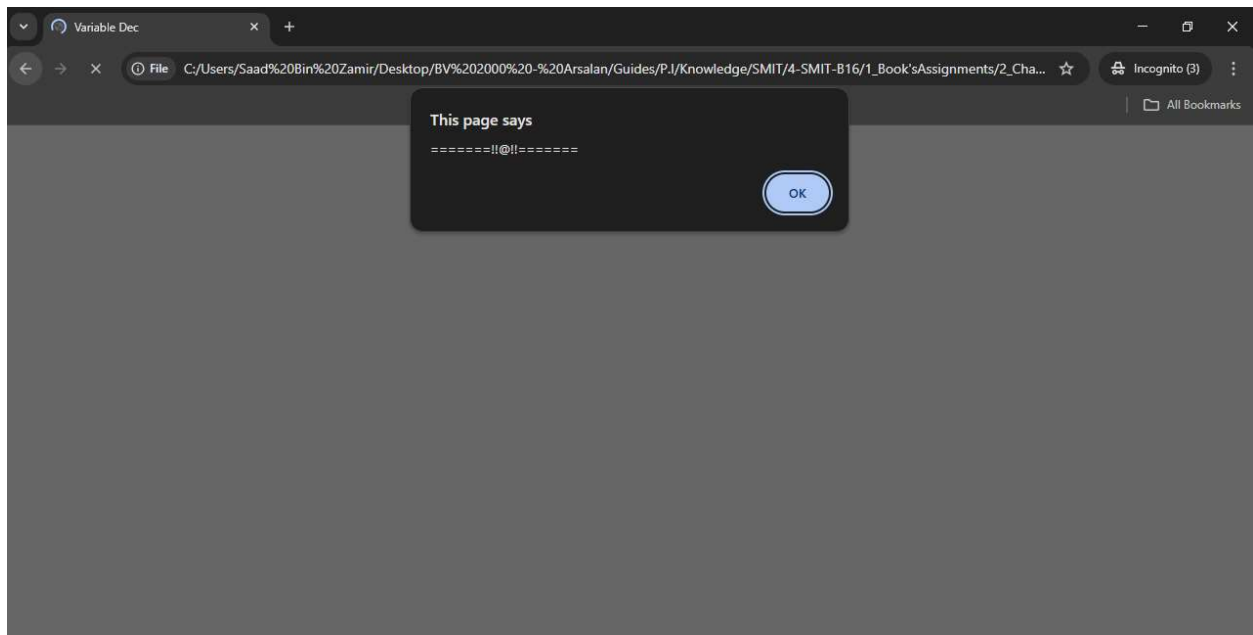 Variable Dec
File C:/Users/Saad%20Bin%20Zamir/Desktop/BV%202000%20-%20Arsalan/Guides/P.I/Knowledge/SMIT/4-SMIT-B16/1_Book'sAssignments/2_Cha... Incognito (3)
All Bookmarks
This page says
=======!!@!!=======
OK